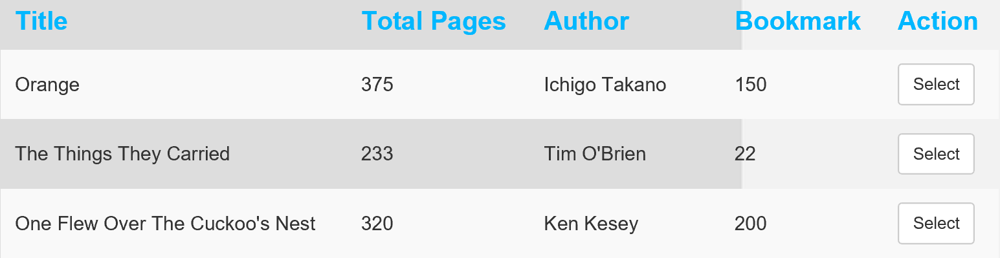 Title Total Pages Author Bookmark Action
Orange 375 Ichigo Takano 150 Select
The Things They Carried 233 Tim O'Brien 22 Select
One Flew Over The Cuckoo's Nest 320 Ken Kesey 200 Select